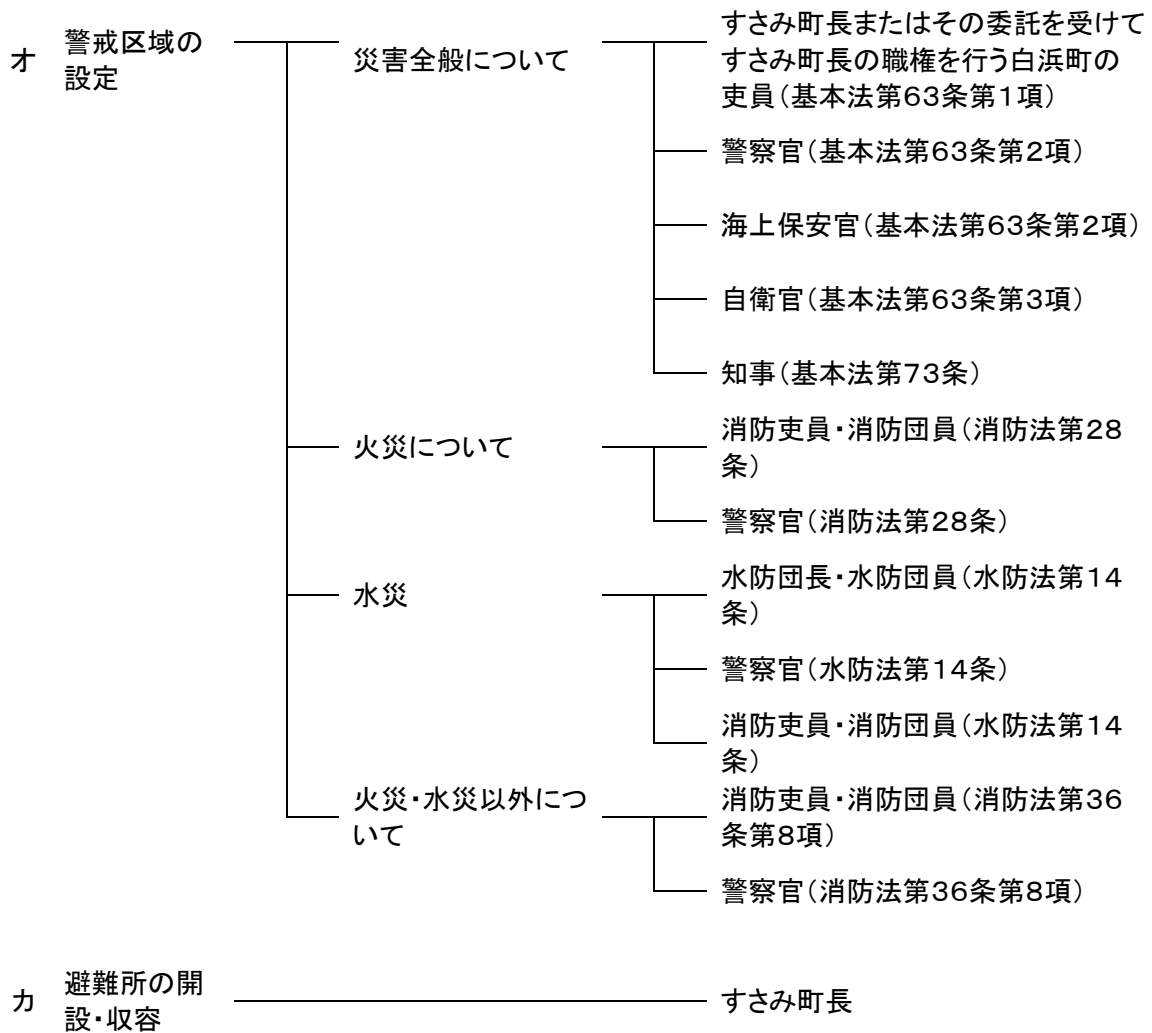 オ
警戒区域の
設定
災害全般について
すさみ町長またはその委託を受けて
すさみ町長の職権を行う白浜町の
吏員(基本法第63条第1項)
警察官(基本法第63条第2項)
海上保安官(基本法第63条第2項)
自衛官(基本法第63条第3項)
知事(基本法第73条)
火災について
消防吏員・消防団員(消防法第28
条)
警察官(消防法第28条)
水災
水防団長・水防団員(水防法第14
条)
警察官(水防法第14条)
消防吏員・消防団員(水防法第14
条)
火災・水災以外につ
いて
消防吏員・消防団員(消防法第36
条第8項)
警察官(消防法第36条第8項)
カ
避難所の開
設・収容
すさみ町長